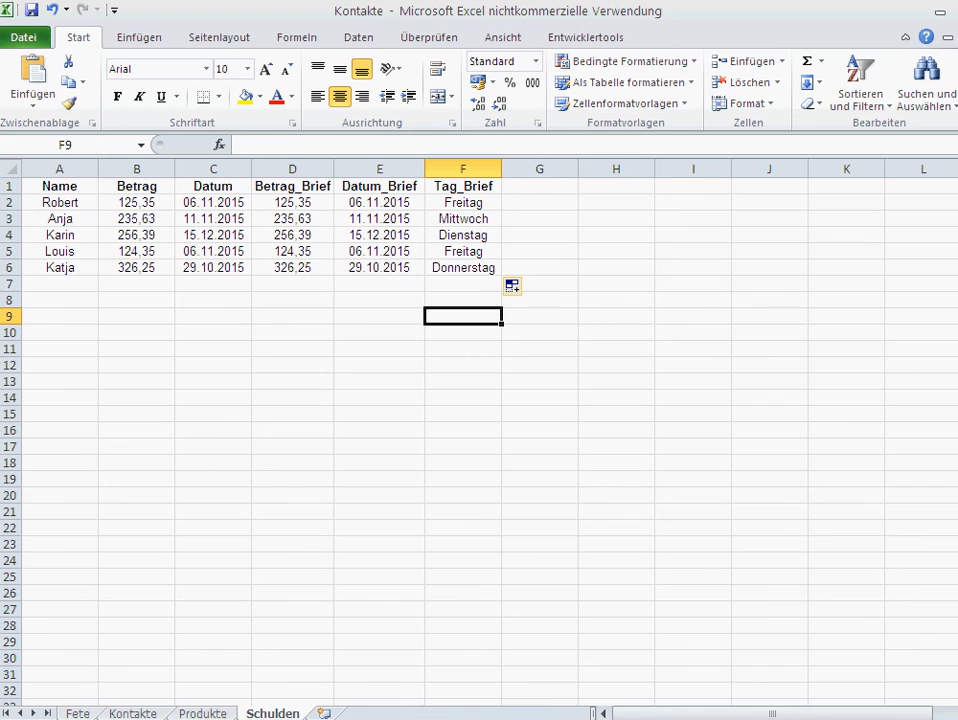 Kontakte - Microsoft Excel nichtkommerzielle Verwendung
Datei Start Einfügen Seitenlayout Formeln Daten Überprüfen Ansicht Entwicklertools
Arial 10 Standard Bedingte Formatierung Einfügen Σ
Einfügen F K U A % 000 Als Tabelle formatieren Löschen Sortieren und Filtern Suchen und Auswählen
Zellenformatvorlagen Format
Zwischenablage Schriftart Ausrichtung Zahl Formatvorlagen Zellen Bearbeiten
F9 fx
A B C D E F G H I J K L
1 Name Betrag Datum Betrag_Brief Datum_Brief Tag_Brief
2 Robert 125,35 06.11.2015 125,35 06.11.2015 Freitag
3 Anja 235,63 11.11.2015 235,63 11.11.2015 Mittwoch
4 Karin 256,39 15.12.2015 256,39 15.12.2015 Dienstag
5 Louis 124,35 06.11.2015 124,35 06.11.2015 Freitag
6 Katja 326,25 29.10.2015 326,25 29.10.2015 Donnerstag
7
8
9
10
11
12
13
14
15
16
17
18
19
20
21
22
23
24
25
26
27
28
29
30
31
32
Fete Kontakte Produkte Schulden